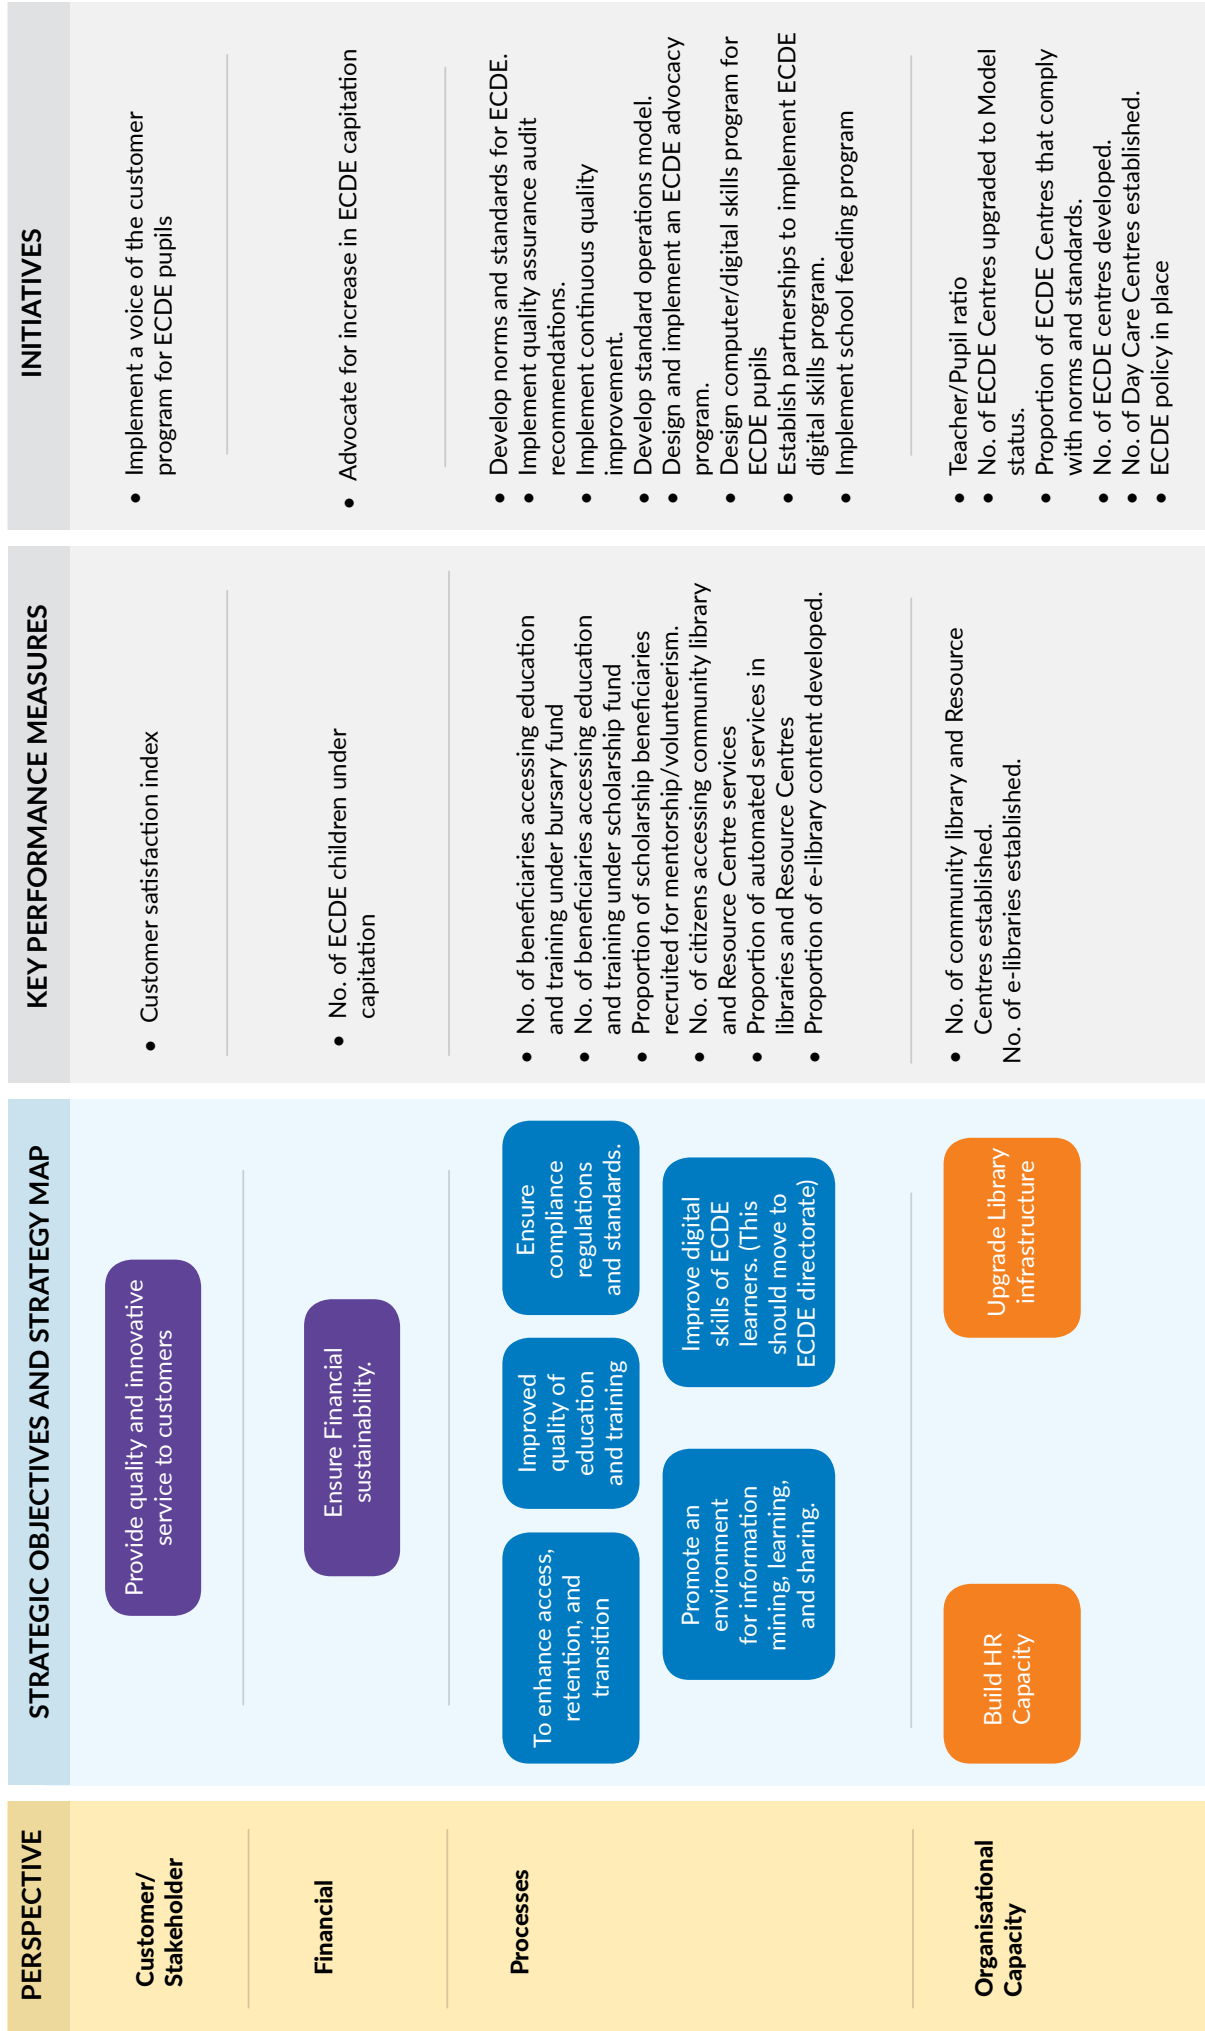 PERSPECTIVE
STRATEGIC OBJECTIVES AND STRATEGY MAP
KEY PERFORMANCE MEASURES
INITIATIVES
Customer/
Stakeholder
Provide quality and innovative
service to customers
• Customer satisfaction index
• Implement a voice of the customer
program for ECDE pupils
Financial
Ensure Financial
sustainability.
• No. of ECDE children under
capitation
• Advocate for increase in ECDE capitation
Processes
To enhance access,
retention, and
transition
Improved
quality of
education
and training
Ensure
compliance
regulations
and standards.
Promote an
environment
for information
mining, learning,
and sharing.
Improve digital
skills of ECDE
learners. (This
should move to
ECDE directorate)
• No. of beneficiaries accessing education
and training under bursary fund
• No. of beneficiaries accessing education
and training under scholarship fund
• Proportion of scholarship beneficiaries
recruited for mentorship/volunteerism.
• No. of citizens accessing community library
and Resource Centre services
• Proportion of automated services in
libraries and Resource Centres
• Proportion of e-library content developed.
• Develop norms and standards for ECDE.
• Implement quality assurance audit
recommendations.
• Implement continuous quality
improvement.
• Develop standard operations model.
• Design and implement an ECDE advocacy
program.
• Design computer/digital skills program for
ECDE pupils
• Establish partnerships to implement ECDE
digital skills program.
• Implement school feeding program
Organisational
Capacity
Build HR
Capacity
Upgrade Library
infrastructure
• No. of community library and Resource
Centres established.
No. of e-libraries established.
• Teacher/Pupil ratio
• No. of ECDE Centres upgraded to Model
status.
• Proportion of ECDE Centres that comply
with norms and standards.
• No. of ECDE centres developed.
• No. of Day Care Centres established.
• ECDE policy in place